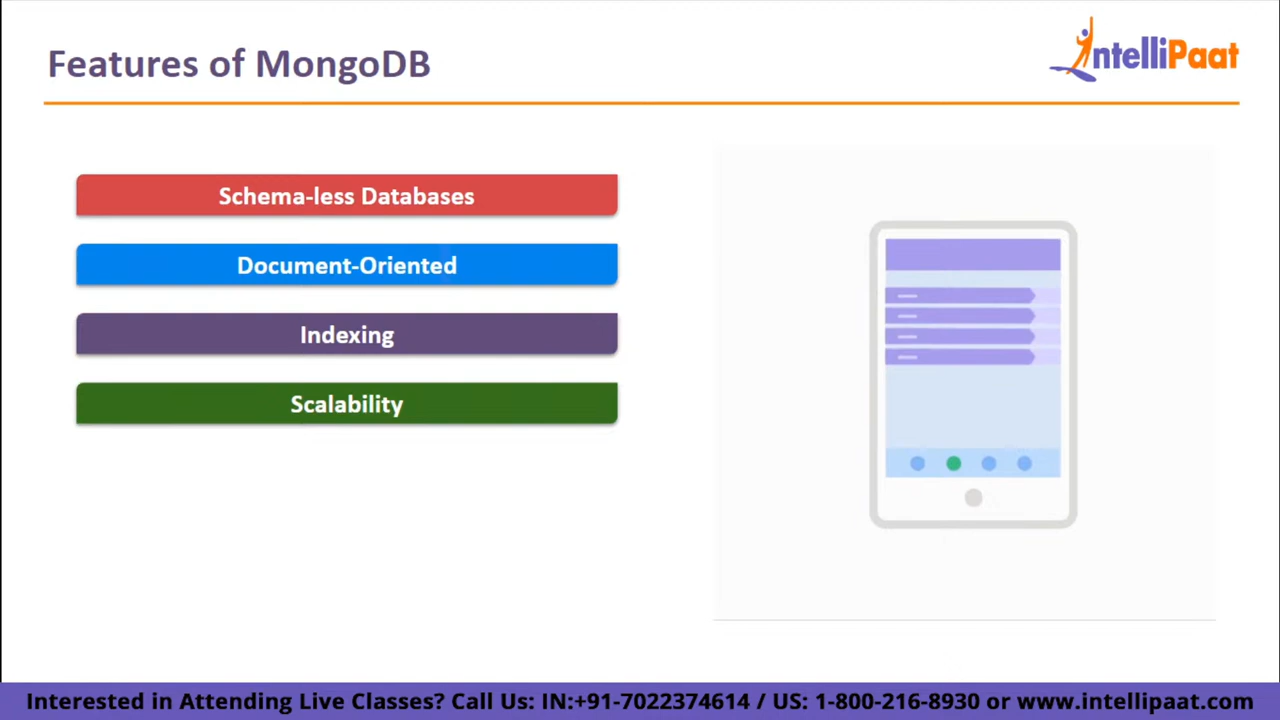 Features of MongoDB
IntelliPaat
Schema-less Databases
Document-Oriented
Indexing
Scalability
Interested in Attending Live Classes? Call Us: IN:+91-7022374614 / US: 1-800-216-8930 or www.intellipaat.com